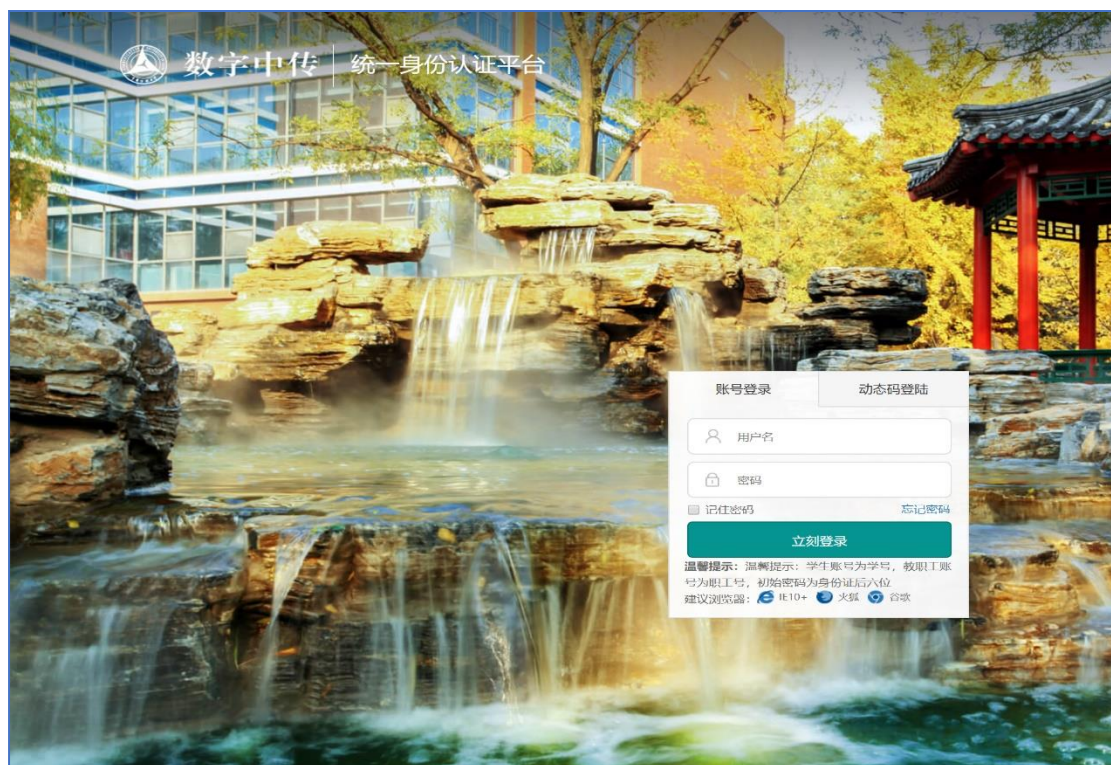 数字中传 统一身份认证平台
账号登录 动态码登陆
用户名
密码
记住密码 忘记密码
立刻登录
温馨提示：温馨提示：学生账号为学号，教职工账
号为职工号，初始密码为身份证后六位
建议浏览器： IE10+ 火狐 谷歌